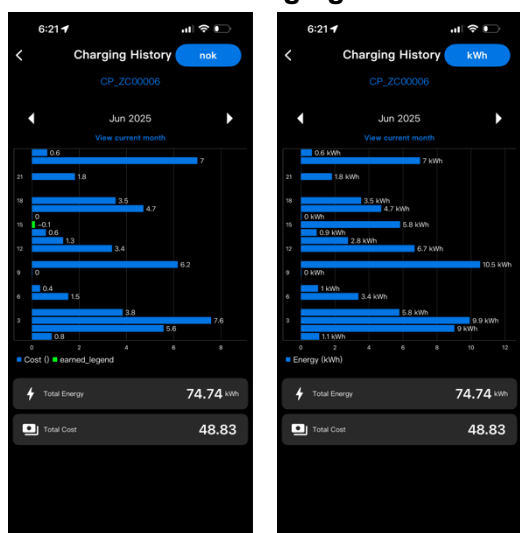 6:21
Charging History
nok
CP_ZC00006
Jun 2025
View current month
0.6
7
21
1.8
18
3.5
4.7
0
15
-0.1
0.6
1.3
12
3.4
6.2
9
0
0.4
6
1.5
3.8
3
7.6
5.6
0.8
0 2 4 6 8
Cost () earned_legend
Total Energy 74.74 kWh
Total Cost 48.83
6:21
Charging History
kWh
CP_ZC00006
Jun 2025
View current month
0.6 kWh
7 kWh
21
1.8 kWh
18
3.5 kWh
4.7 kWh
0 kWh
15
5.8 kWh
0.9 kWh
2.8 kWh
12
6.7 kWh
10.5 kWh
9
0 kWh
1 kWh
6
3.4 kWh
5.8 kWh
3
9.9 kWh
9 kWh
1.1 kWh
0 2 4 6 8 10 12
Energy (kWh)
Total Energy 74.74 kWh
Total Cost 48.83